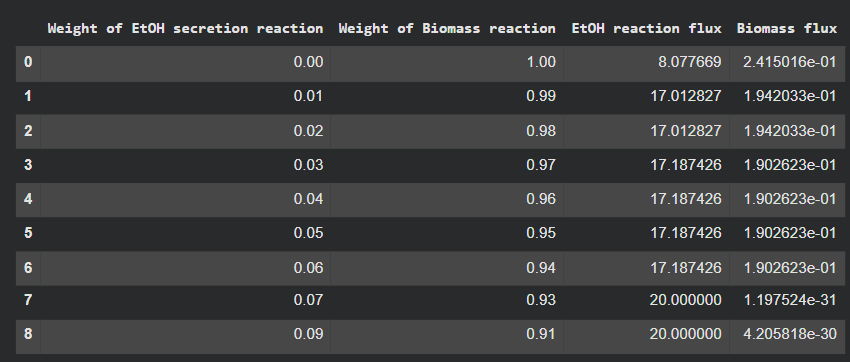 Weight of EtOH secretion reaction Weight of Biomass reaction EtOH reaction flux Biomass flux
0 0.00 1.00 8.077669 2.415016e-01
1 0.01 0.99 17.012827 1.942033e-01
2 0.02 0.98 17.012827 1.942033e-01
3 0.03 0.97 17.187426 1.902623e-01
4 0.04 0.96 17.187426 1.902623e-01
5 0.05 0.95 17.187426 1.902623e-01
6 0.06 0.94 17.187426 1.902623e-01
7 0.07 0.93 20.000000 1.197524e-31
8 0.09 0.91 20.000000 4.205818e-30